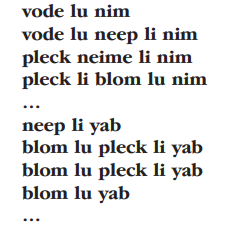 vode lu nim
vode lu neep li nim
pleck neime li nim
pleck li blom lu nim
...
neep li yab
blom lu pleck li yab
blom lu pleck li yab
blom lu yab
...